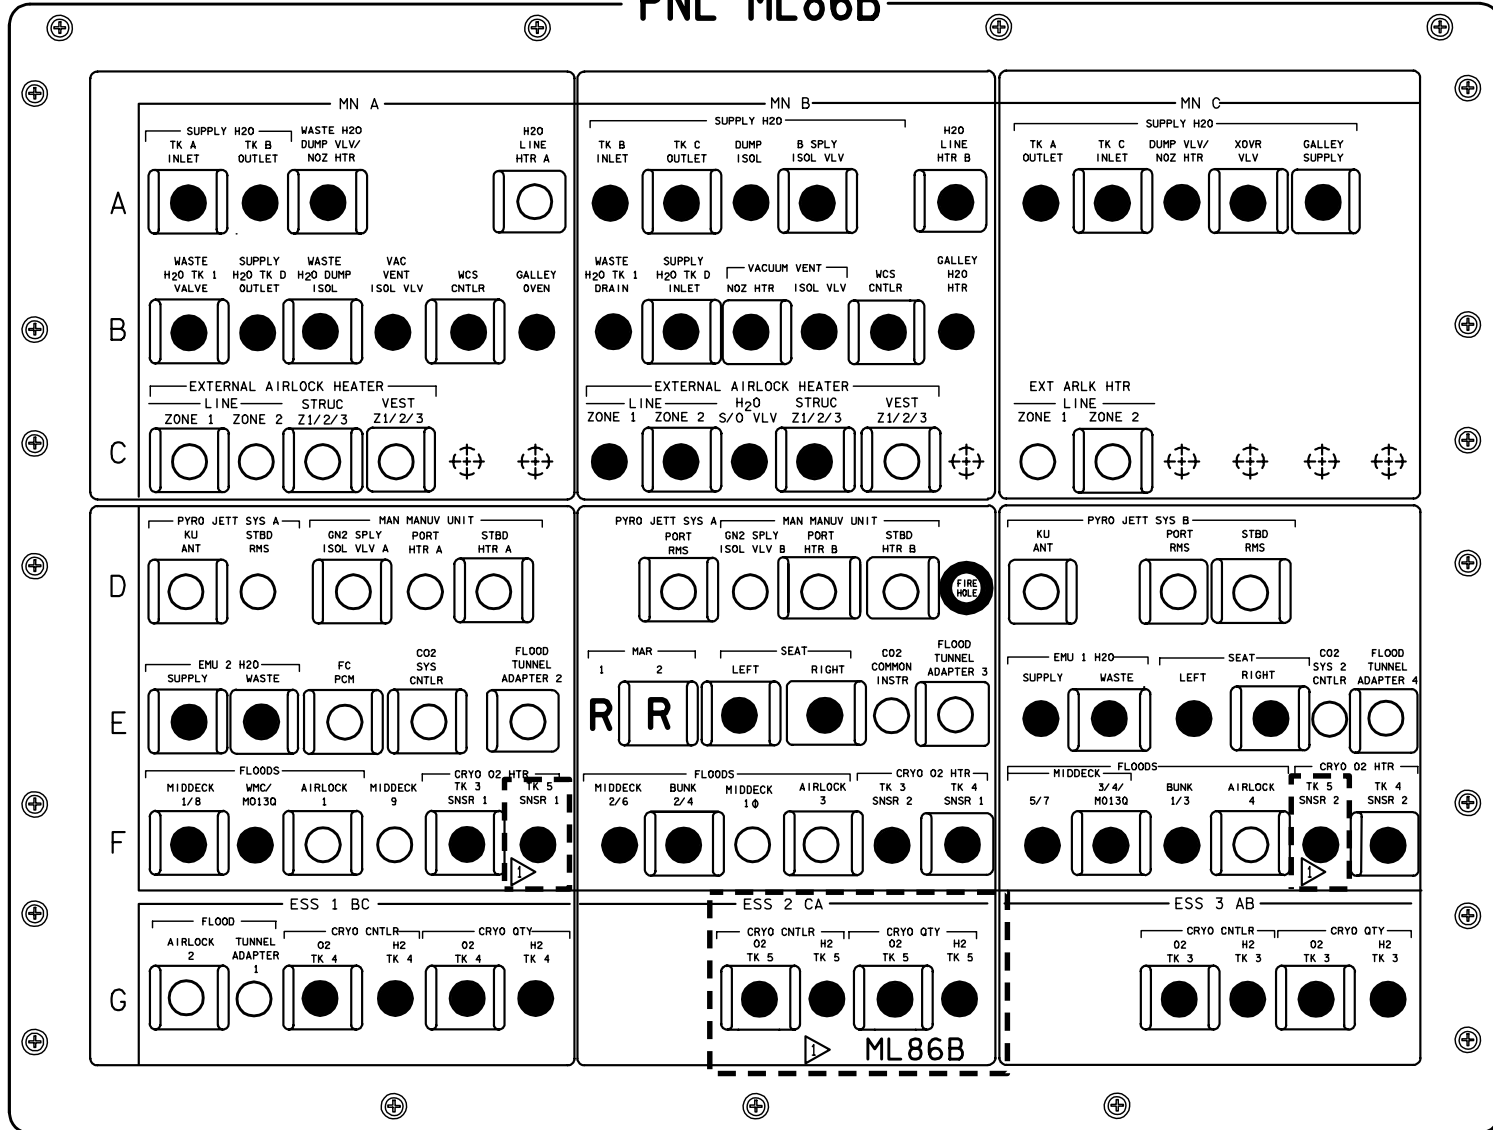 PNL ML86B
MN A MN B MN C
SUPPLY H2O WASTE H2O H2O SUPPLY H2O H2O SUPPLY H2O
TK A TK B DUMP VLV/ LINE TK B TK C DUMP B SPLY LINE TK A TK C DUMP VLV/ XOVR GALLEY
INLET OUTLET NOZ HTR HTR A INLET OUTLET ISOL ISOL VLV HTR B OUTLET INLET NOZ HTR VLV SUPPLY
A
WASTE SUPPLY WASTE VAC WASTE SUPPLY VACUUM VENT GALLEY
H2O TK 1 H2O TK D H2O DUMP VENT WCS GALLEY H2O TK 1 H2O TK D WCS H2O
VALVE OUTLET ISOL ISOL VLV CNTLR OVEN DRAIN INLET NOZ HTR ISOL VLV CNTLR HTR
B
EXTERNAL AIRLOCK HEATER EXTERNAL AIRLOCK HEATER EXT ARLK HTR
LINE STRUC VEST LINE H2O STRUC VEST LINE
ZONE 1 ZONE 2 Z1/2/3 Z1/2/3 ZONE 1 ZONE 2 S/O VLV Z1/2/3 Z1/2/3 ZONE 1 ZONE 2
C
PYRO JETT SYS A MAN MANUV UNIT PYRO JETT SYS A MAN MANUV UNIT PYRO JETT SYS B
KU STBD GN2 SPLY PORT STBD PORT GN2 SPLY PORT STBD KU PORT STBD
ANT RMS ISOL VLV A HTR A HTR A RMS ISOL VLV B HTR B HTR B ANT RMS RMS
D FIRE
HOLE
EMU 2 H2O FC CO2 FLOOD MAR SEAT CO2 FLOOD EMU 1 H2O SEAT CO2 FLOOD
SUPPLY WASTE PCM SYS TUNNEL 1 2 LEFT RIGHT COMMON TUNNEL SUPPLY WASTE LEFT RIGHT SYS 2 TUNNEL
CNTLR ADAPTER 2 INSTR ADAPTER 3 CNTLR ADAPTER 4
E R R
FLOODS CRYO O2 HTR FLOODS CRYO O2 HTR MIDDECK FLOODS CRYO O2 HTR
MIDDECK WMC/ AIRLOCK MIDDECK TK 3 TK 5 MIDDECK BUNK MIDDECK AIRLOCK TK 3 TK 4 3/4/ BUNK AIRLOCK TK 5 TK 4
1/8 MO13Q 1 9 SNSR 1 SNSR 1 2/6 2/4 10 3 SNSR 2 SNSR 1 5/7 MO13Q 1/3 4 SNSR 2 SNSR 2
F
1 1
ESS 1 BC ESS 2 CA ESS 3 AB
FLOOD CRYO CNTLR CRYO QTY CRYO CNTLR CRYO QTY CRYO CNTLR CRYO QTY
AIRLOCK TUNNEL O2 H2 O2 H2 O2 H2 O2 H2 O2 H2 O2 H2
2 ADAPTER TK 4 TK 4 TK 4 TK 4 TK 5 TK 5 TK 5 TK 5 TK 3 TK 3 TK 3 TK 3
1
G
1 ML86B